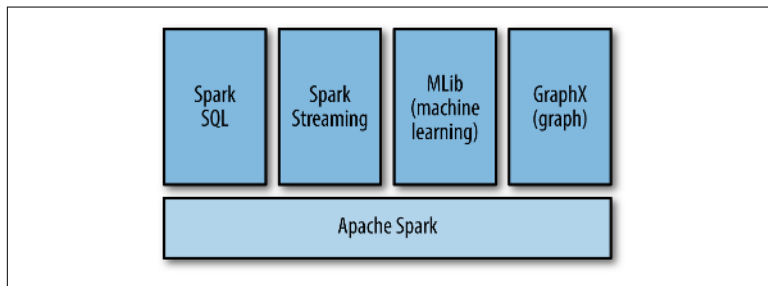 Spark
SQL
Spark
Streaming
MLib
(machine
learning)
GraphX
(graph)
Apache Spark